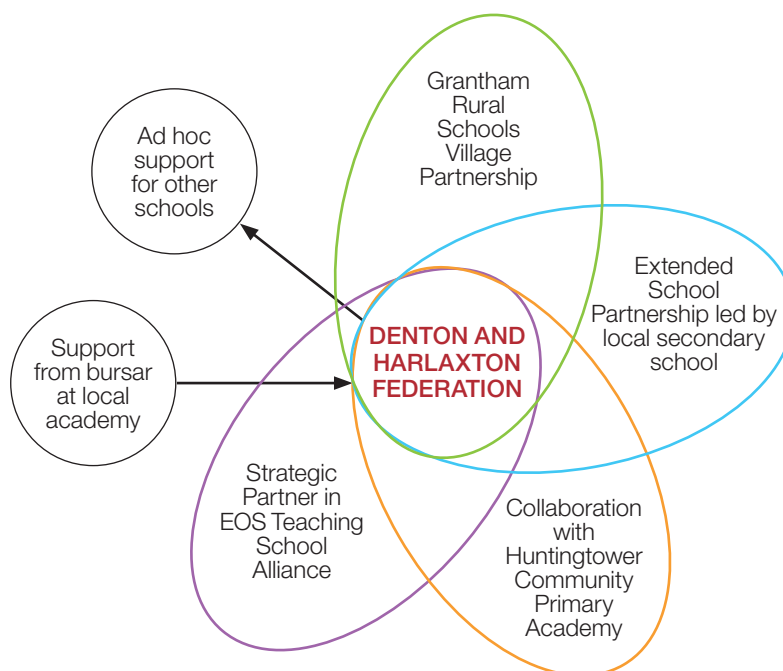 Grantham
Rural
Schools
Village
Partnership
Ad hoc
support
for other
schools
Extended
School
Partnership led by
local secondary
school
DENTON AND
HARLAXTON
FEDERATION
Support
from bursar
at local
academy
Strategic
Partner in
EOS Teaching
School
Alliance
Collaboration
with
Huntingtower
Community
Primary
Academy